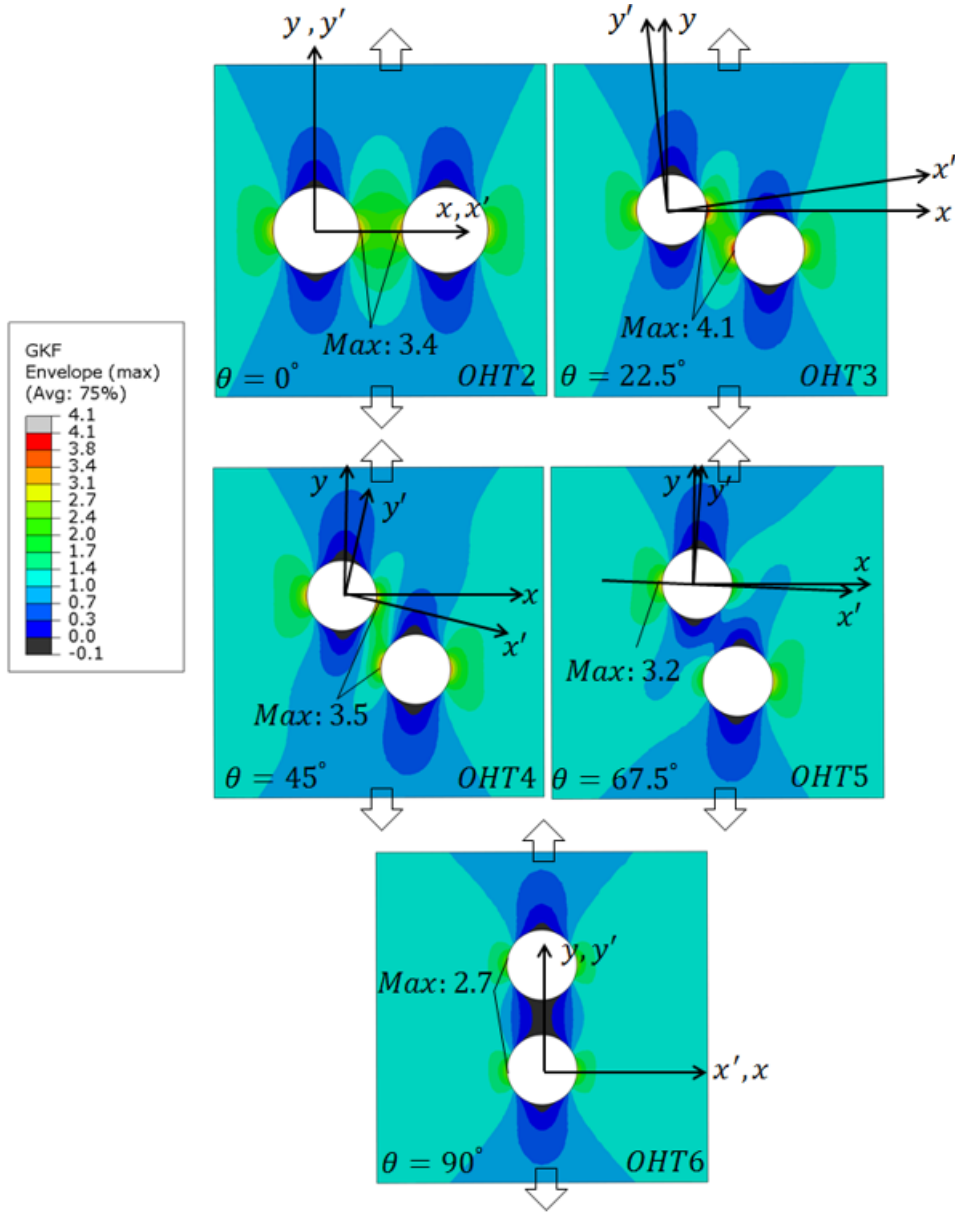 y , y′
y′
y
x, x′
x′
x
Max: 3.4
Max: 4.1
θ = 0°
OHT2
θ = 22.5°
OHT3
GKF
Envelope (max)
(Avg: 75%)
4.1
4.1
3.8
3.4
3.1
2.7
2.4
2.0
1.7
1.4
1.0
0.7
0.3
0.0
-0.1
y
y′
y
y′
x
x′
x
x′
Max: 3.5
Max: 3.2
θ = 45°
OHT4
θ = 67.5°
OHT5
y, y′
Max: 2.7
x′, x
θ = 90°
OHT6